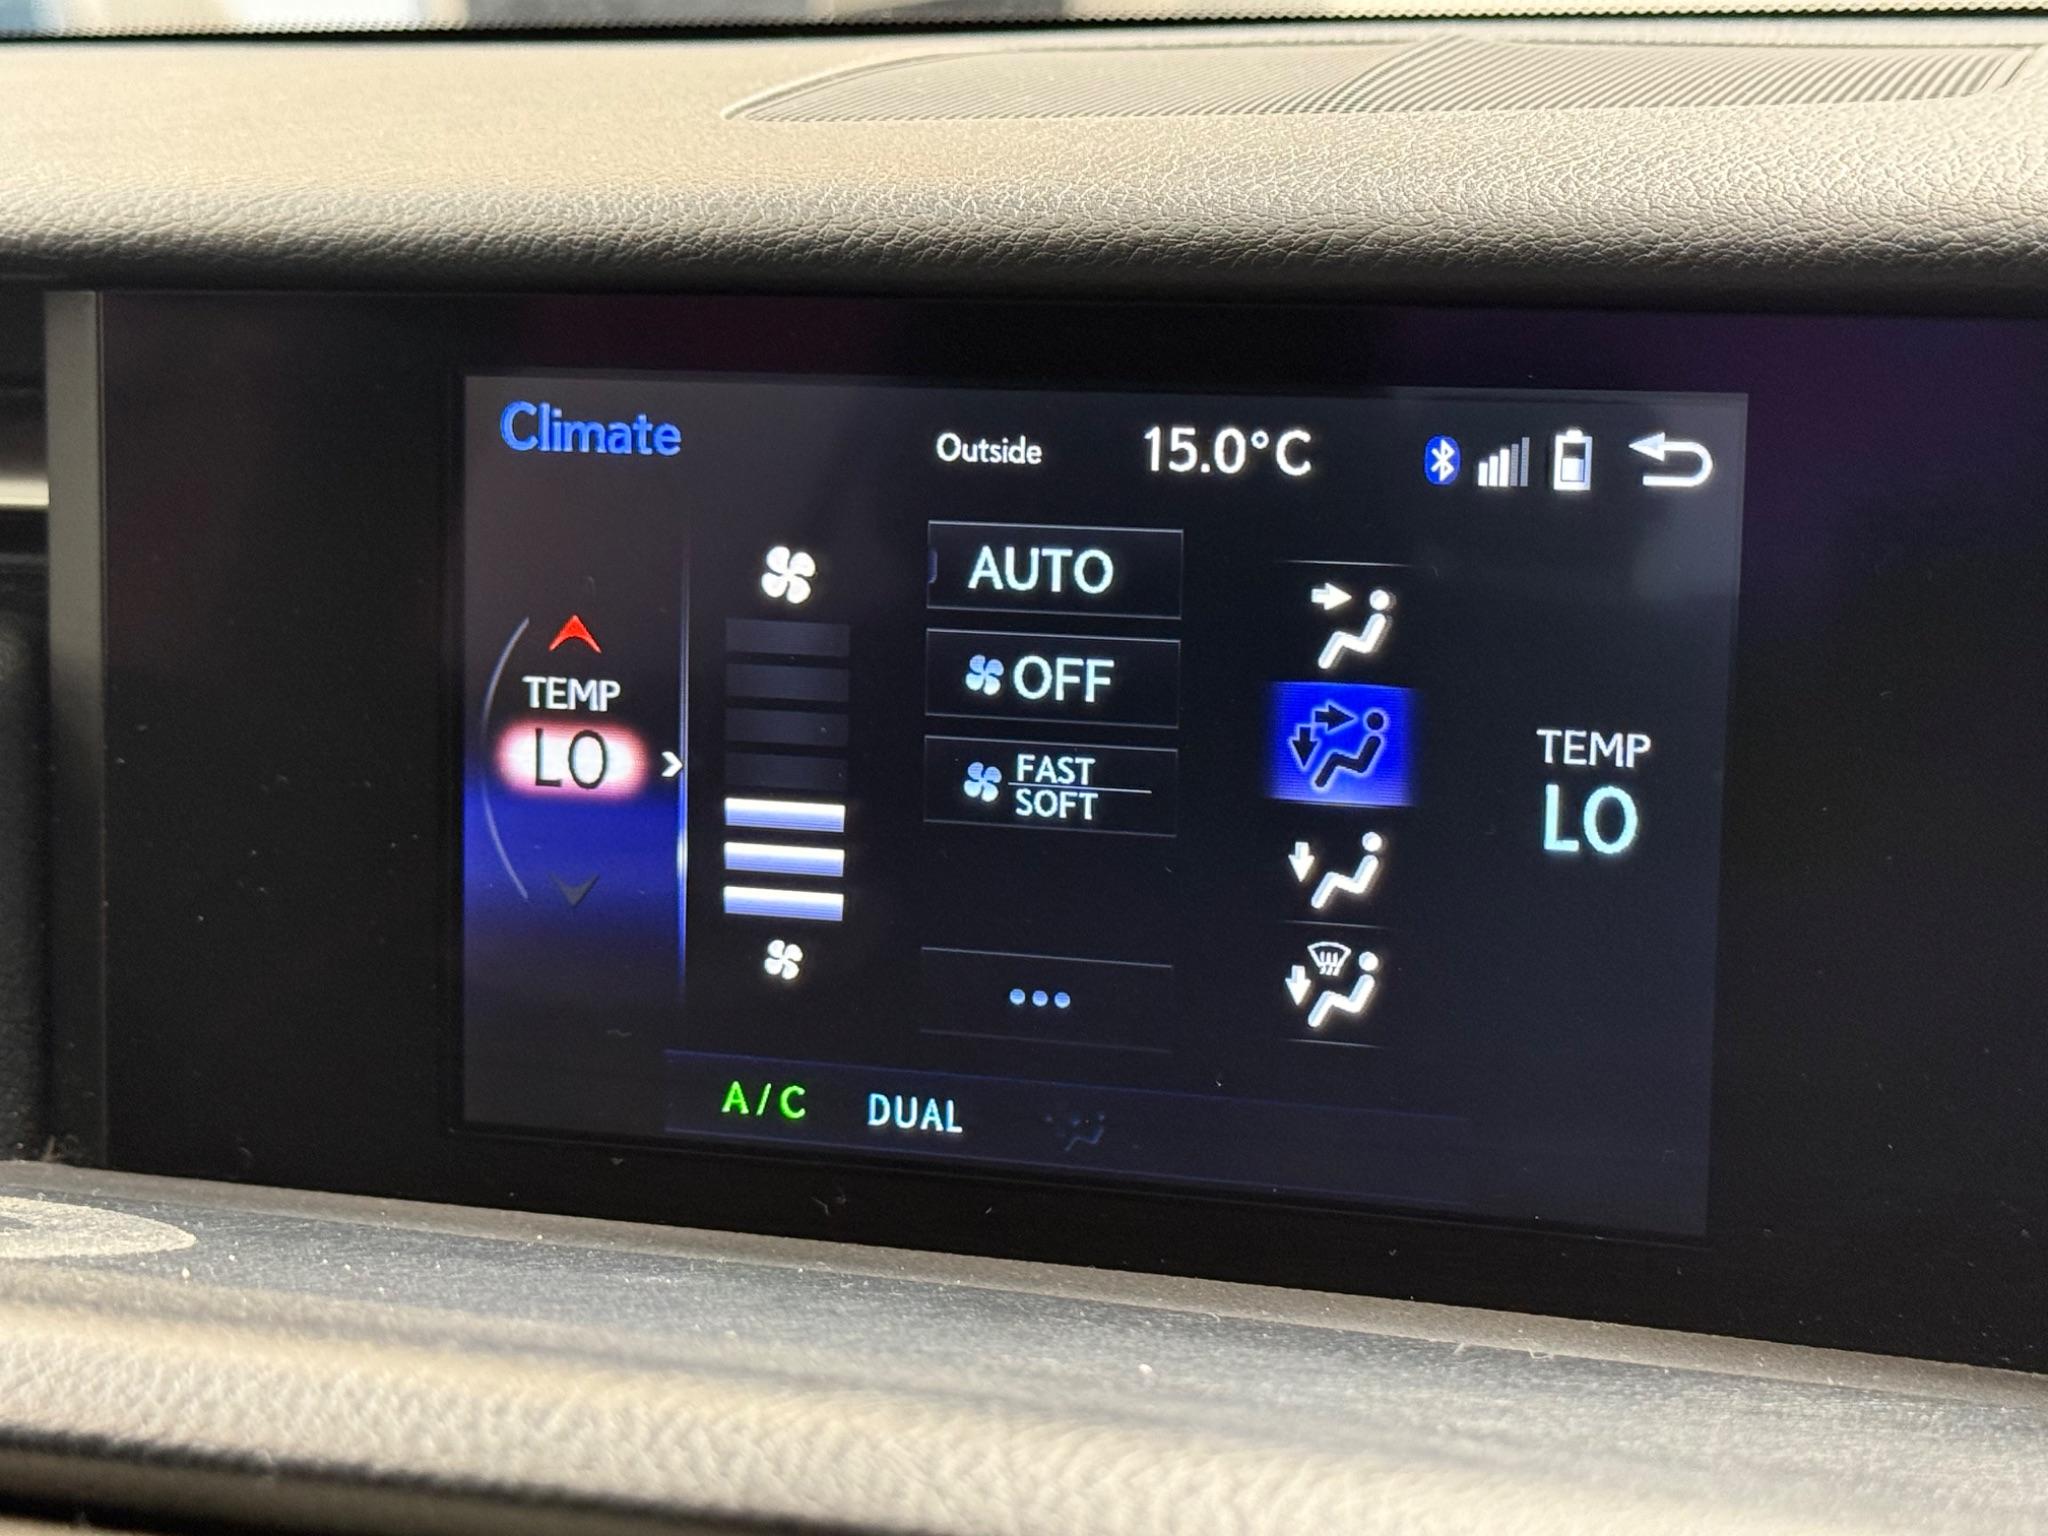 Climate
Outside 15.0°C
AUTO
OFF
TEMP
LO
FAST
SOFT
TEMP
LO
A/C DUAL